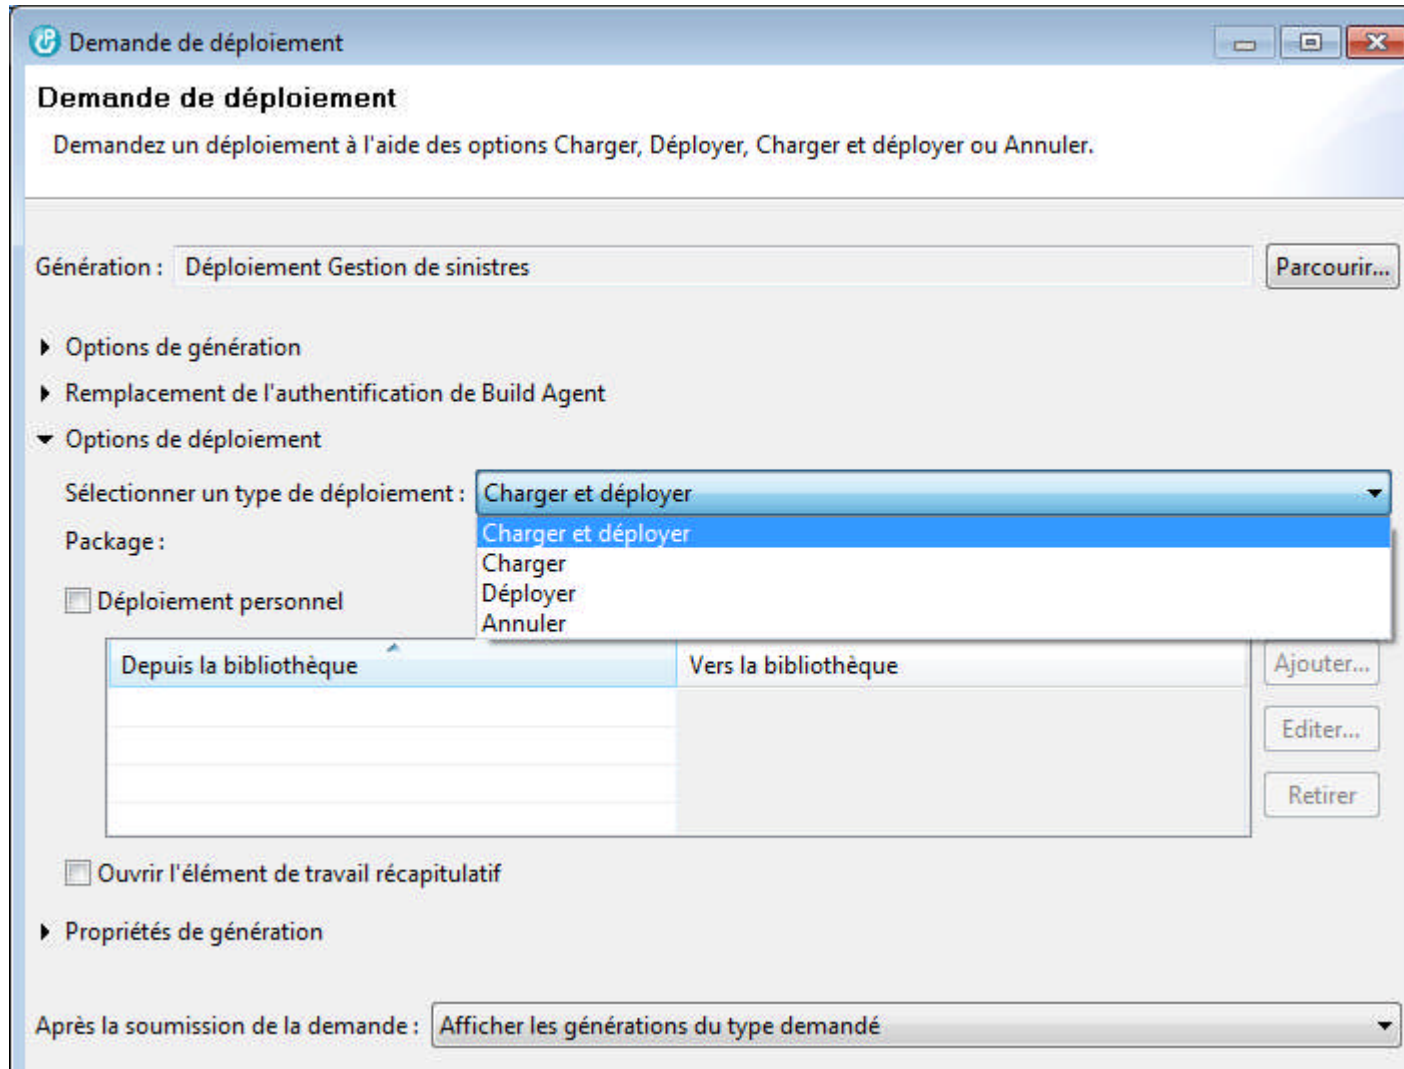 Demande de déploiement
Demande de déploiement
Demandez un déploiement à l'aide des options Charger, Déployer, Charger et déployer ou Annuler.
Génération : Déploiement Gestion de sinistres Parcourir...
Options de génération
Remplacement de l'authentification de Build Agent
Options de déploiement
Sélectionner un type de déploiement : Charger et déployer
Charger et déployer
Package :
Charger
Déployer
Déploiement personnel
Annuler
Depuis la bibliothèque Vers la bibliothèque Ajouter...
Editer...
Retirer
Ouvrir l'élément de travail récapitulatif
Propriétés de génération
Après la soumission de la demande : Afficher les générations du type demandé